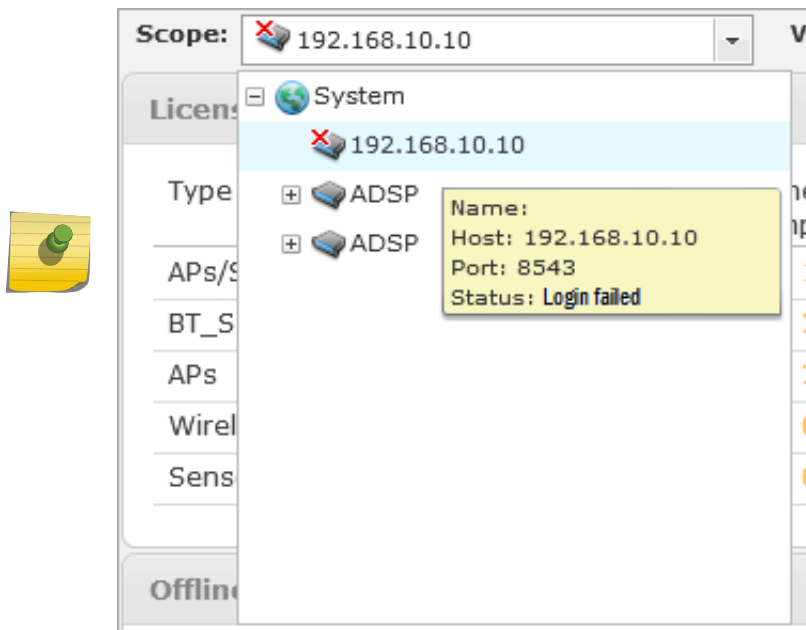 Scope: 192.168.10.10
System
192.168.10.10
ADSP
ADSP
Name:
Host: 192.168.10.10
Port: 8543
Status: Login failed
Type
APs/S
BT_S
APs
Wirel
Sens